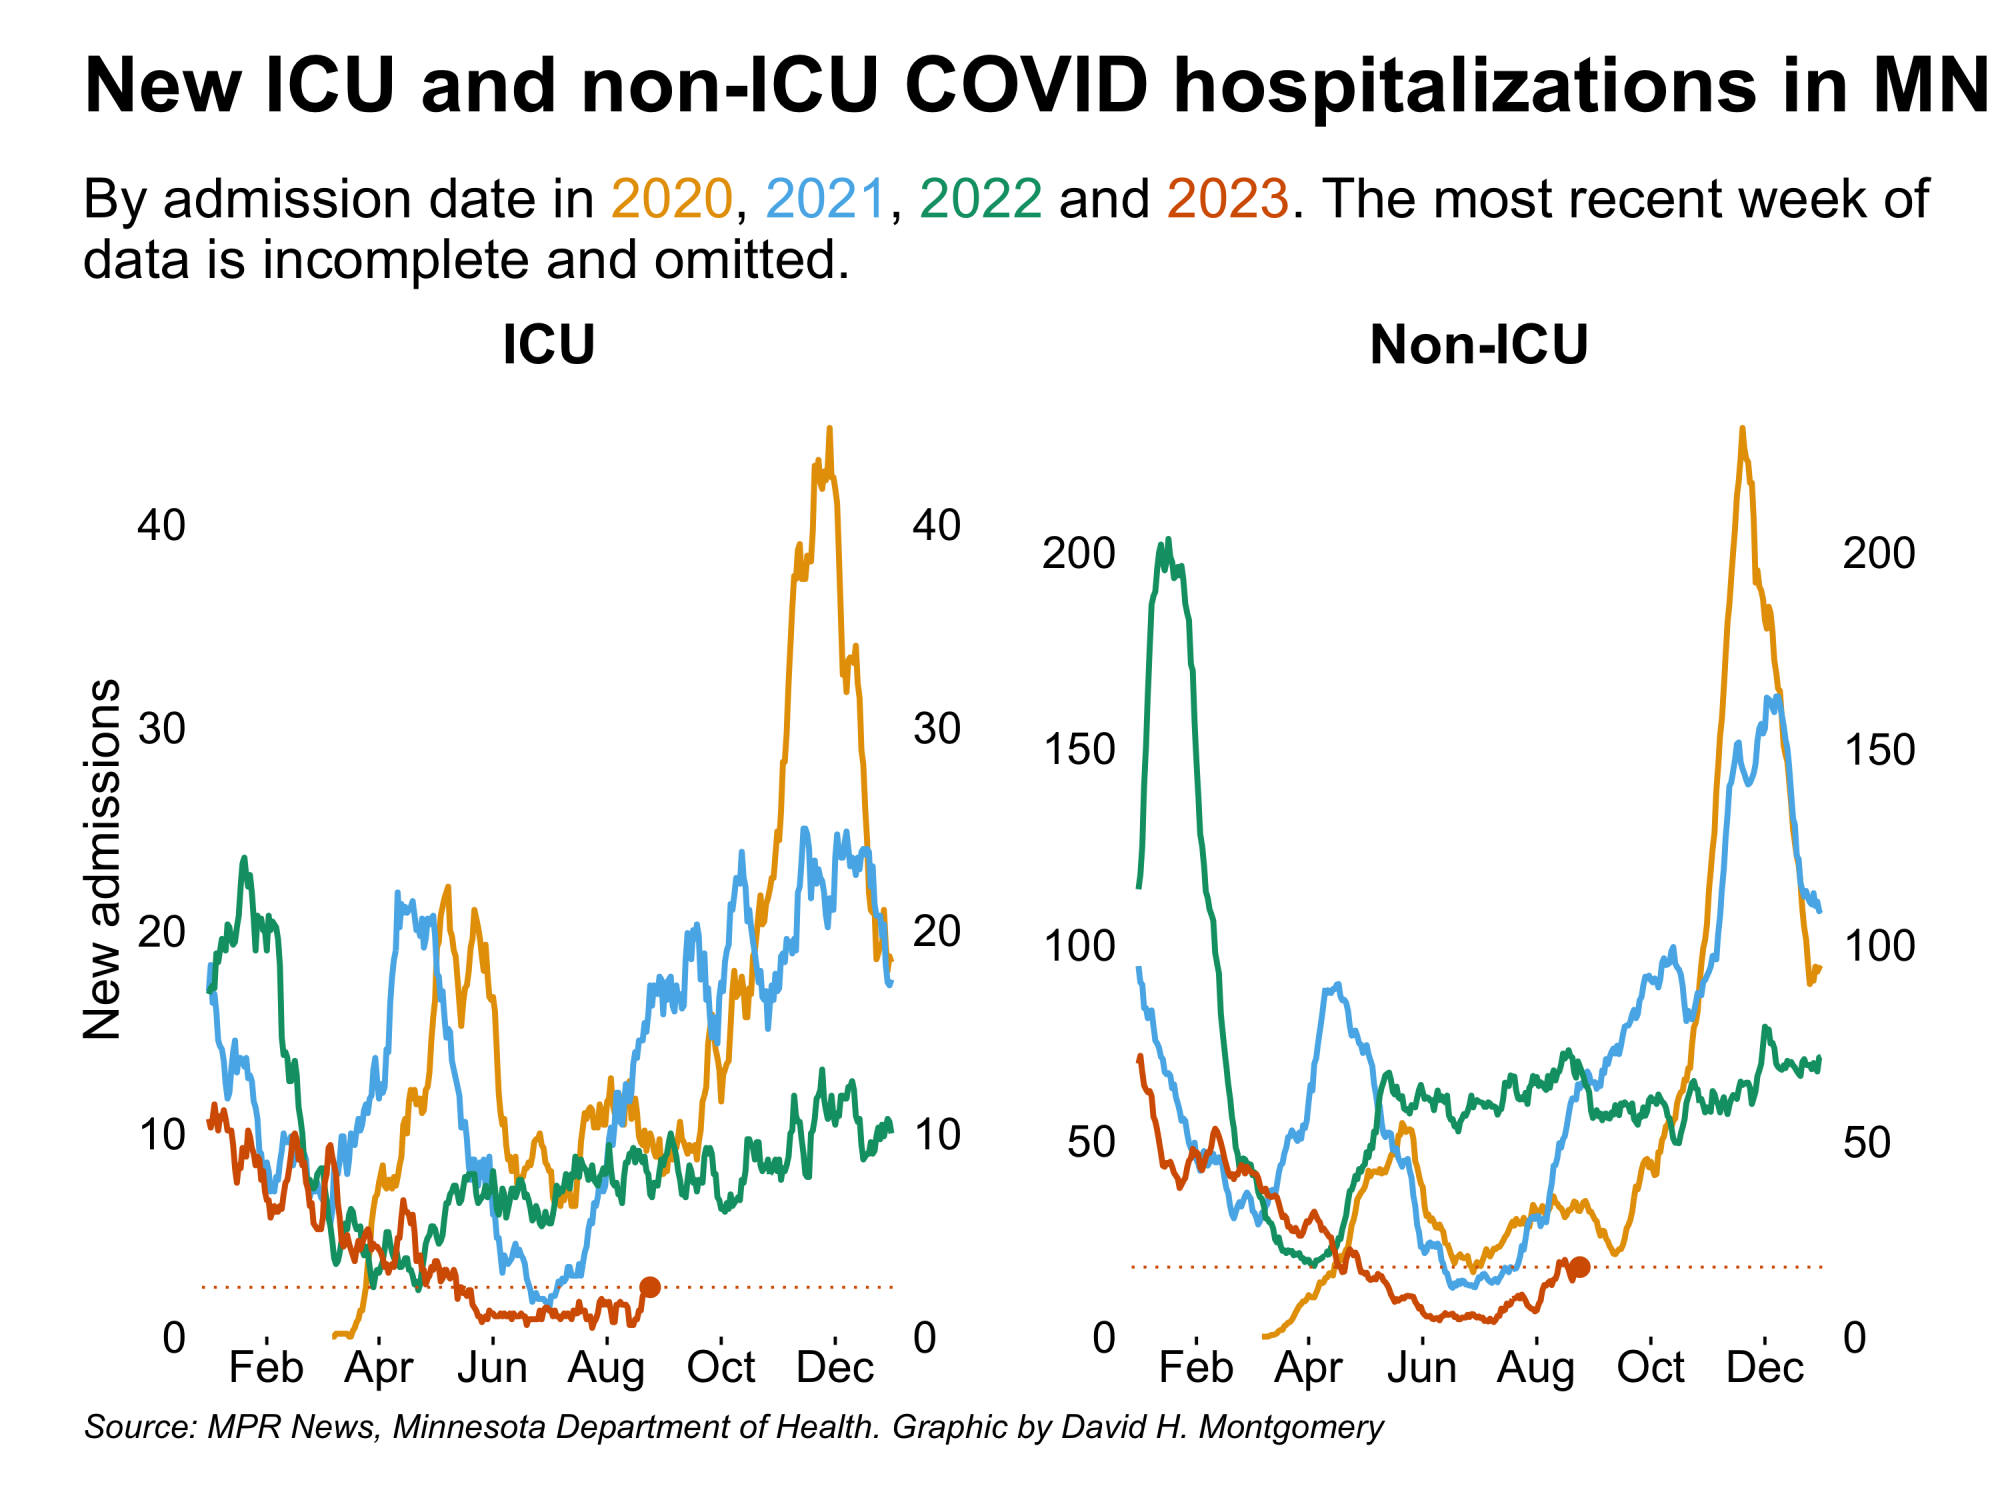 New ICU and non-ICU COVID hospitalizations in MN
By admission date in 2020, 2021, 2022 and 2023. The most recent week of
data is incomplete and omitted.
ICU
Non-ICU
New admissions
40
30
20
10
0
40
30
20
10
0
Feb Apr Jun Aug Oct Dec
200
150
100
50
0
200
150
100
50
0
Feb Apr Jun Aug Oct Dec
Source: MPR News, Minnesota Department of Health. Graphic by David H. Montgomery